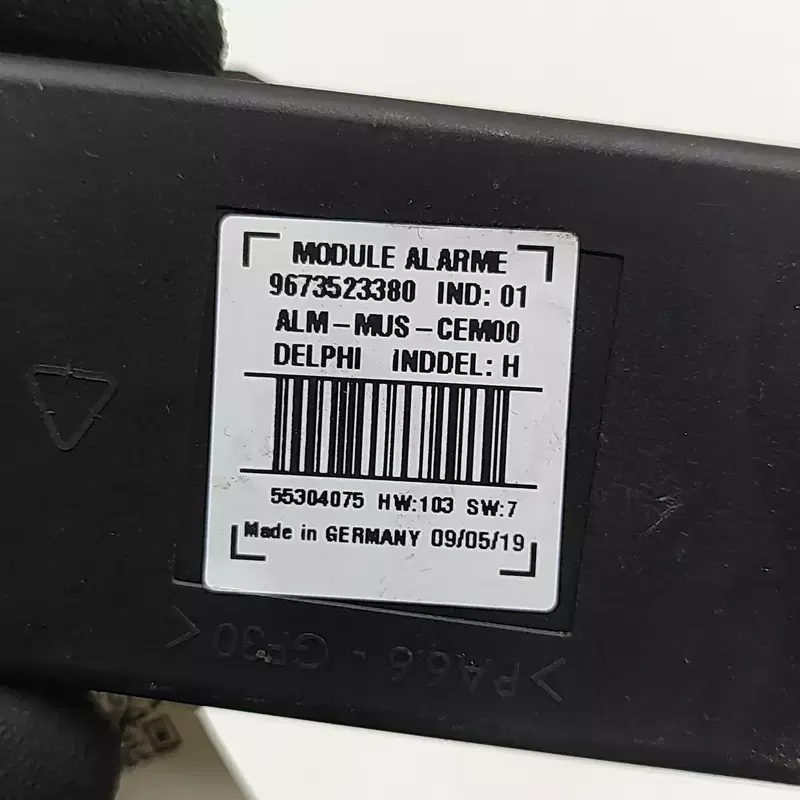 MODULE ALARME
9673523380 IND: 01
ALM-MUS-CEM00
DELPHI INDDEL: H
55304075 HW:103 SW:7
Made in GERMANY 09/05/19
>PA6.6 - GF30<